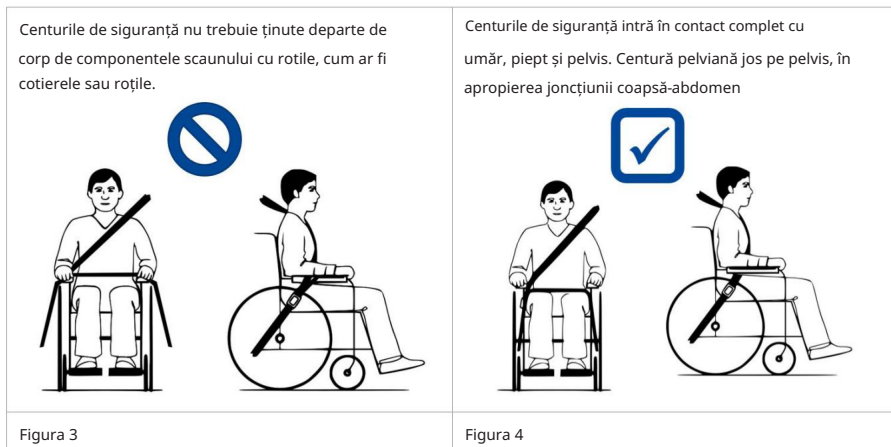 Centurile de siguranță nu trebuie ținute departe de
corp de componentele scaunului cu rotile, cum ar fi
cotierele sau roțile.
Centurile de siguranță intră în contact complet cu
umăr, piept și pelvis. Centură pelviană jos pe pelvis, în
apropierea joncțiunii coapsă-abdomen
Figura 3
Figura 4